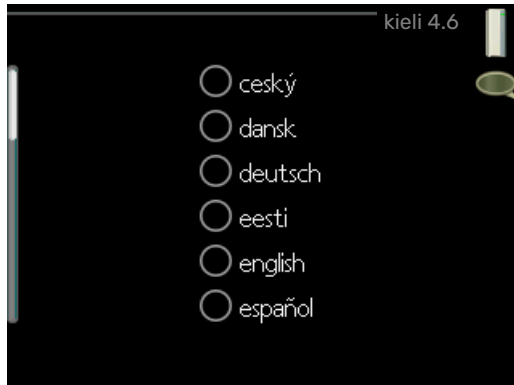 kieli 4.6
ceský
dansk
deutsch
eesti
english
español